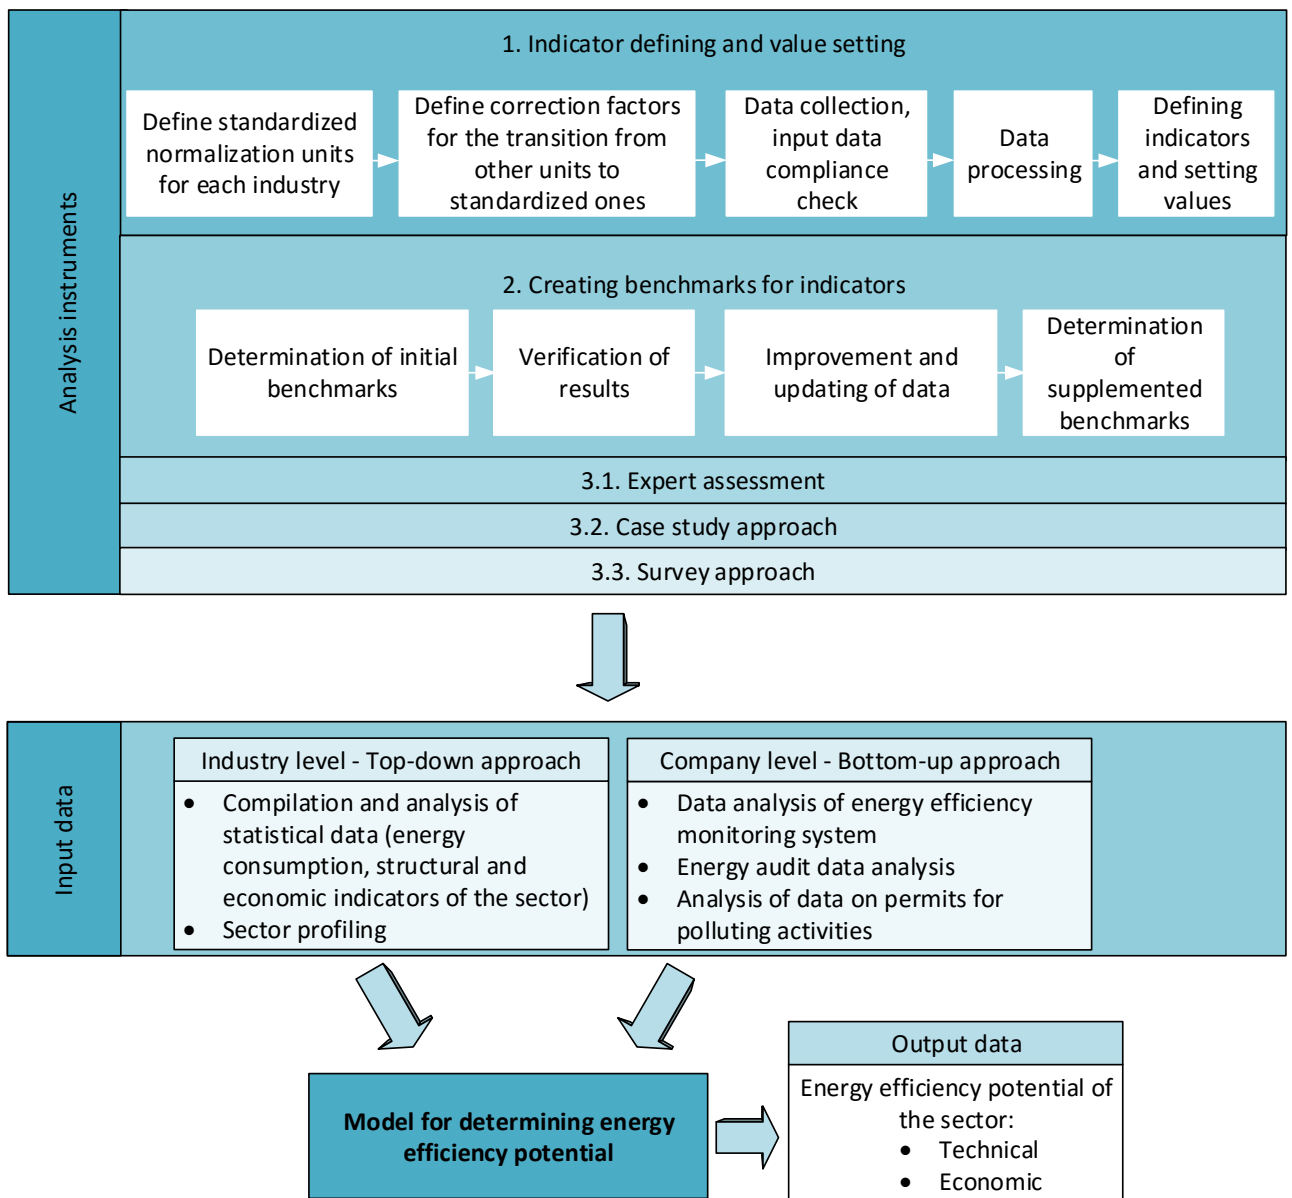 Analysis instruments
1. Indicator defining and value setting
Define standardized
normalization units
for each industry
Define correction factors
for the transition from
other units to
standardized ones
Data collection,
input data
compliance
check
Data
processing
Defining
indicators
and setting
values
2. Creating benchmarks for indicators
Determination of initial
benchmarks
Verification of
results
Improvement and
updating of data
Determination
of
supplemented
benchmarks
3.1. Expert assessment
3.2. Case study approach
3.3. Survey approach
Input data
Industry level - Top-down approach
• Compilation and analysis of
statistical data (energy
consumption, structural and
economic indicators of the sector)
• Sector profiling
Company level - Bottom-up approach
• Data analysis of energy efficiency
monitoring system
• Energy audit data analysis
• Analysis of data on permits for
polluting activities
Model for determining energy
efficiency potential
Output data
Energy efficiency potential of
the sector:
• Technical
• Economic